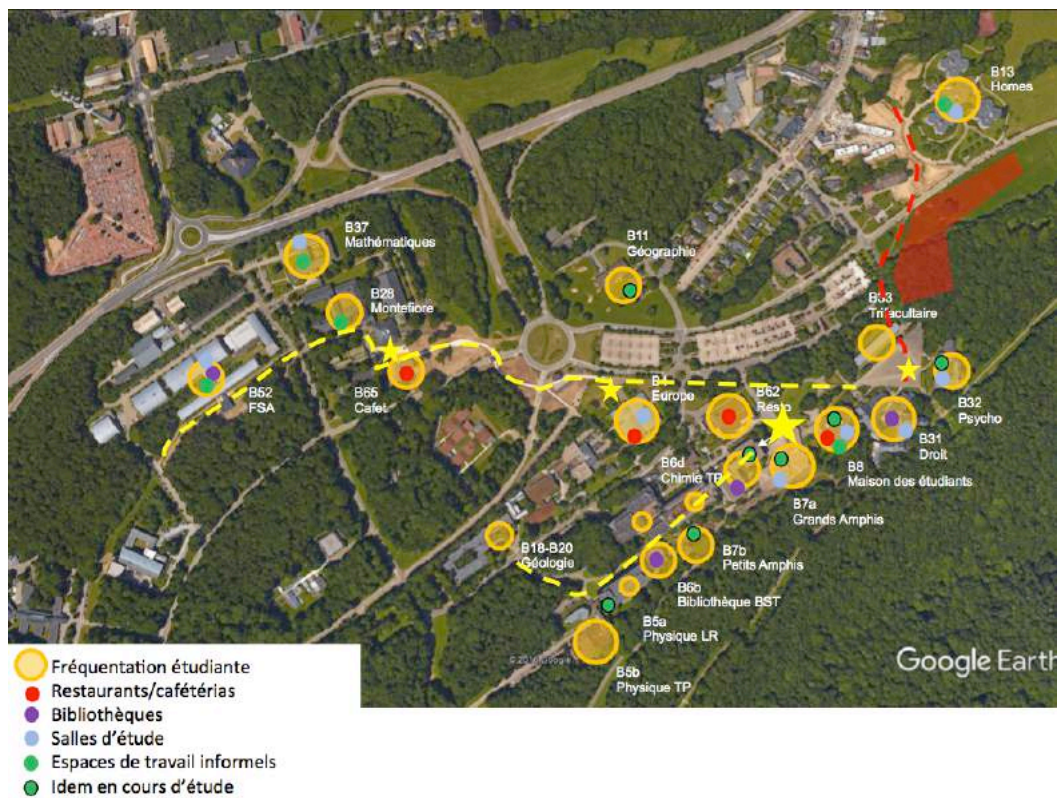 B13
Homes
B37
Mathématiques
B11
Géographie
B28
Montefiore
B33
Trifacultaire
B52
FSA
B65
Cafet
B4
Europe
B62
Resto
B32
Psycho
B31
Droit
B6d
Chimie TP
B8
Maison des étudiants
B7a
Grands Amphis
B18-B20
Géologie
B7b
Petits Amphis
B6b
Bibliothèque BST
B5a
Physique LR
B5b
Physique TP
Google Earth
Fréquentation étudiante
Restaurants/cafétérias
Bibliothèques
Salles d'étude
Espaces de travail informels
Idem en cours d'étude